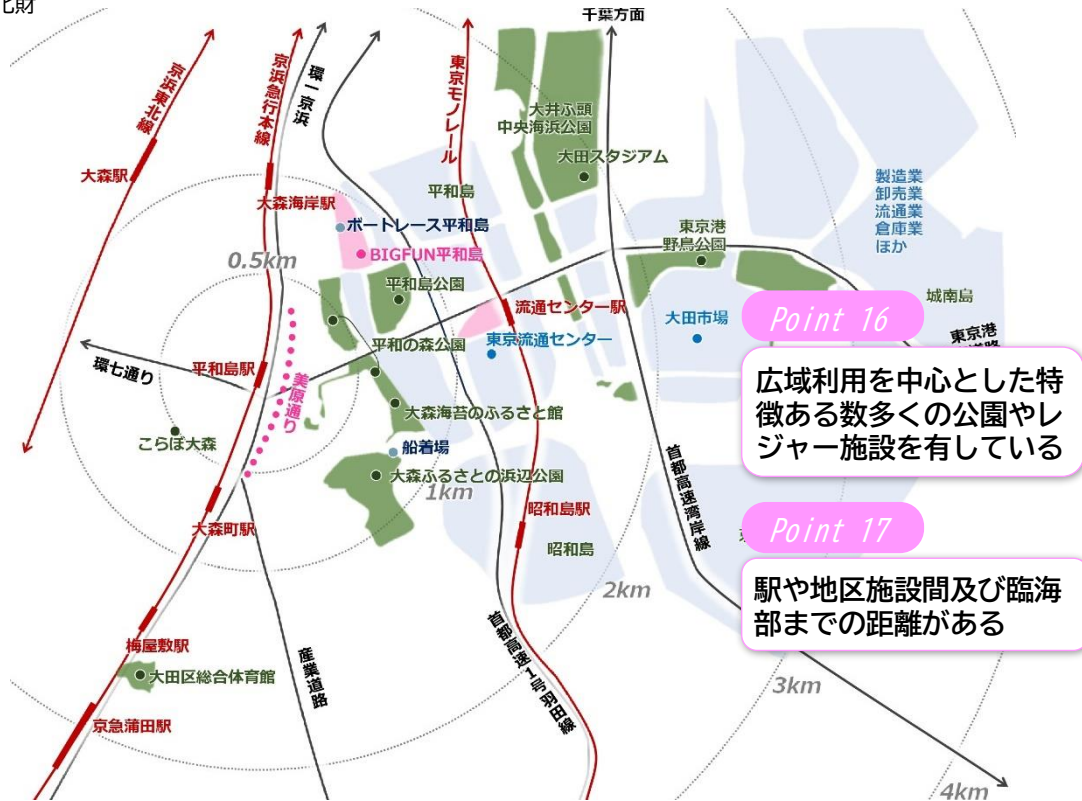 化財
千葉方面
京浜東北線
京浜急行本線
環一京浜
東京モノレール
大井ふ頭
中央海浜公園
大田スタジアム
大森駅
大森海岸駅
平和島
製造業
卸売業
流通業
倉庫業
ほか
ボートレース平和島
東京港
野鳥公園
BIGFUN平和島
0.5km
平和島公園
城南島
流通センター駅
大田市場
Point 16
東京港
東京流通センター
平和の森公園
環七通り
平和島駅
美原通り
広域利用を中心とした特
徴ある数多くの公園やレ
ジャー施設を有している
大森海苔のふるさと館
こらぼ大森
船着場
首都高速湾岸線
大森ふるさとの浜辺公園
1km
昭和島駅
Point 17
大森町駅
昭和島
2km
駅や地区施設間及び臨海
部までの距離がある
梅屋敷駅
首都高速1号羽田線
産業道路
大田区総合体育館
3km
京急蒲田駅
4km